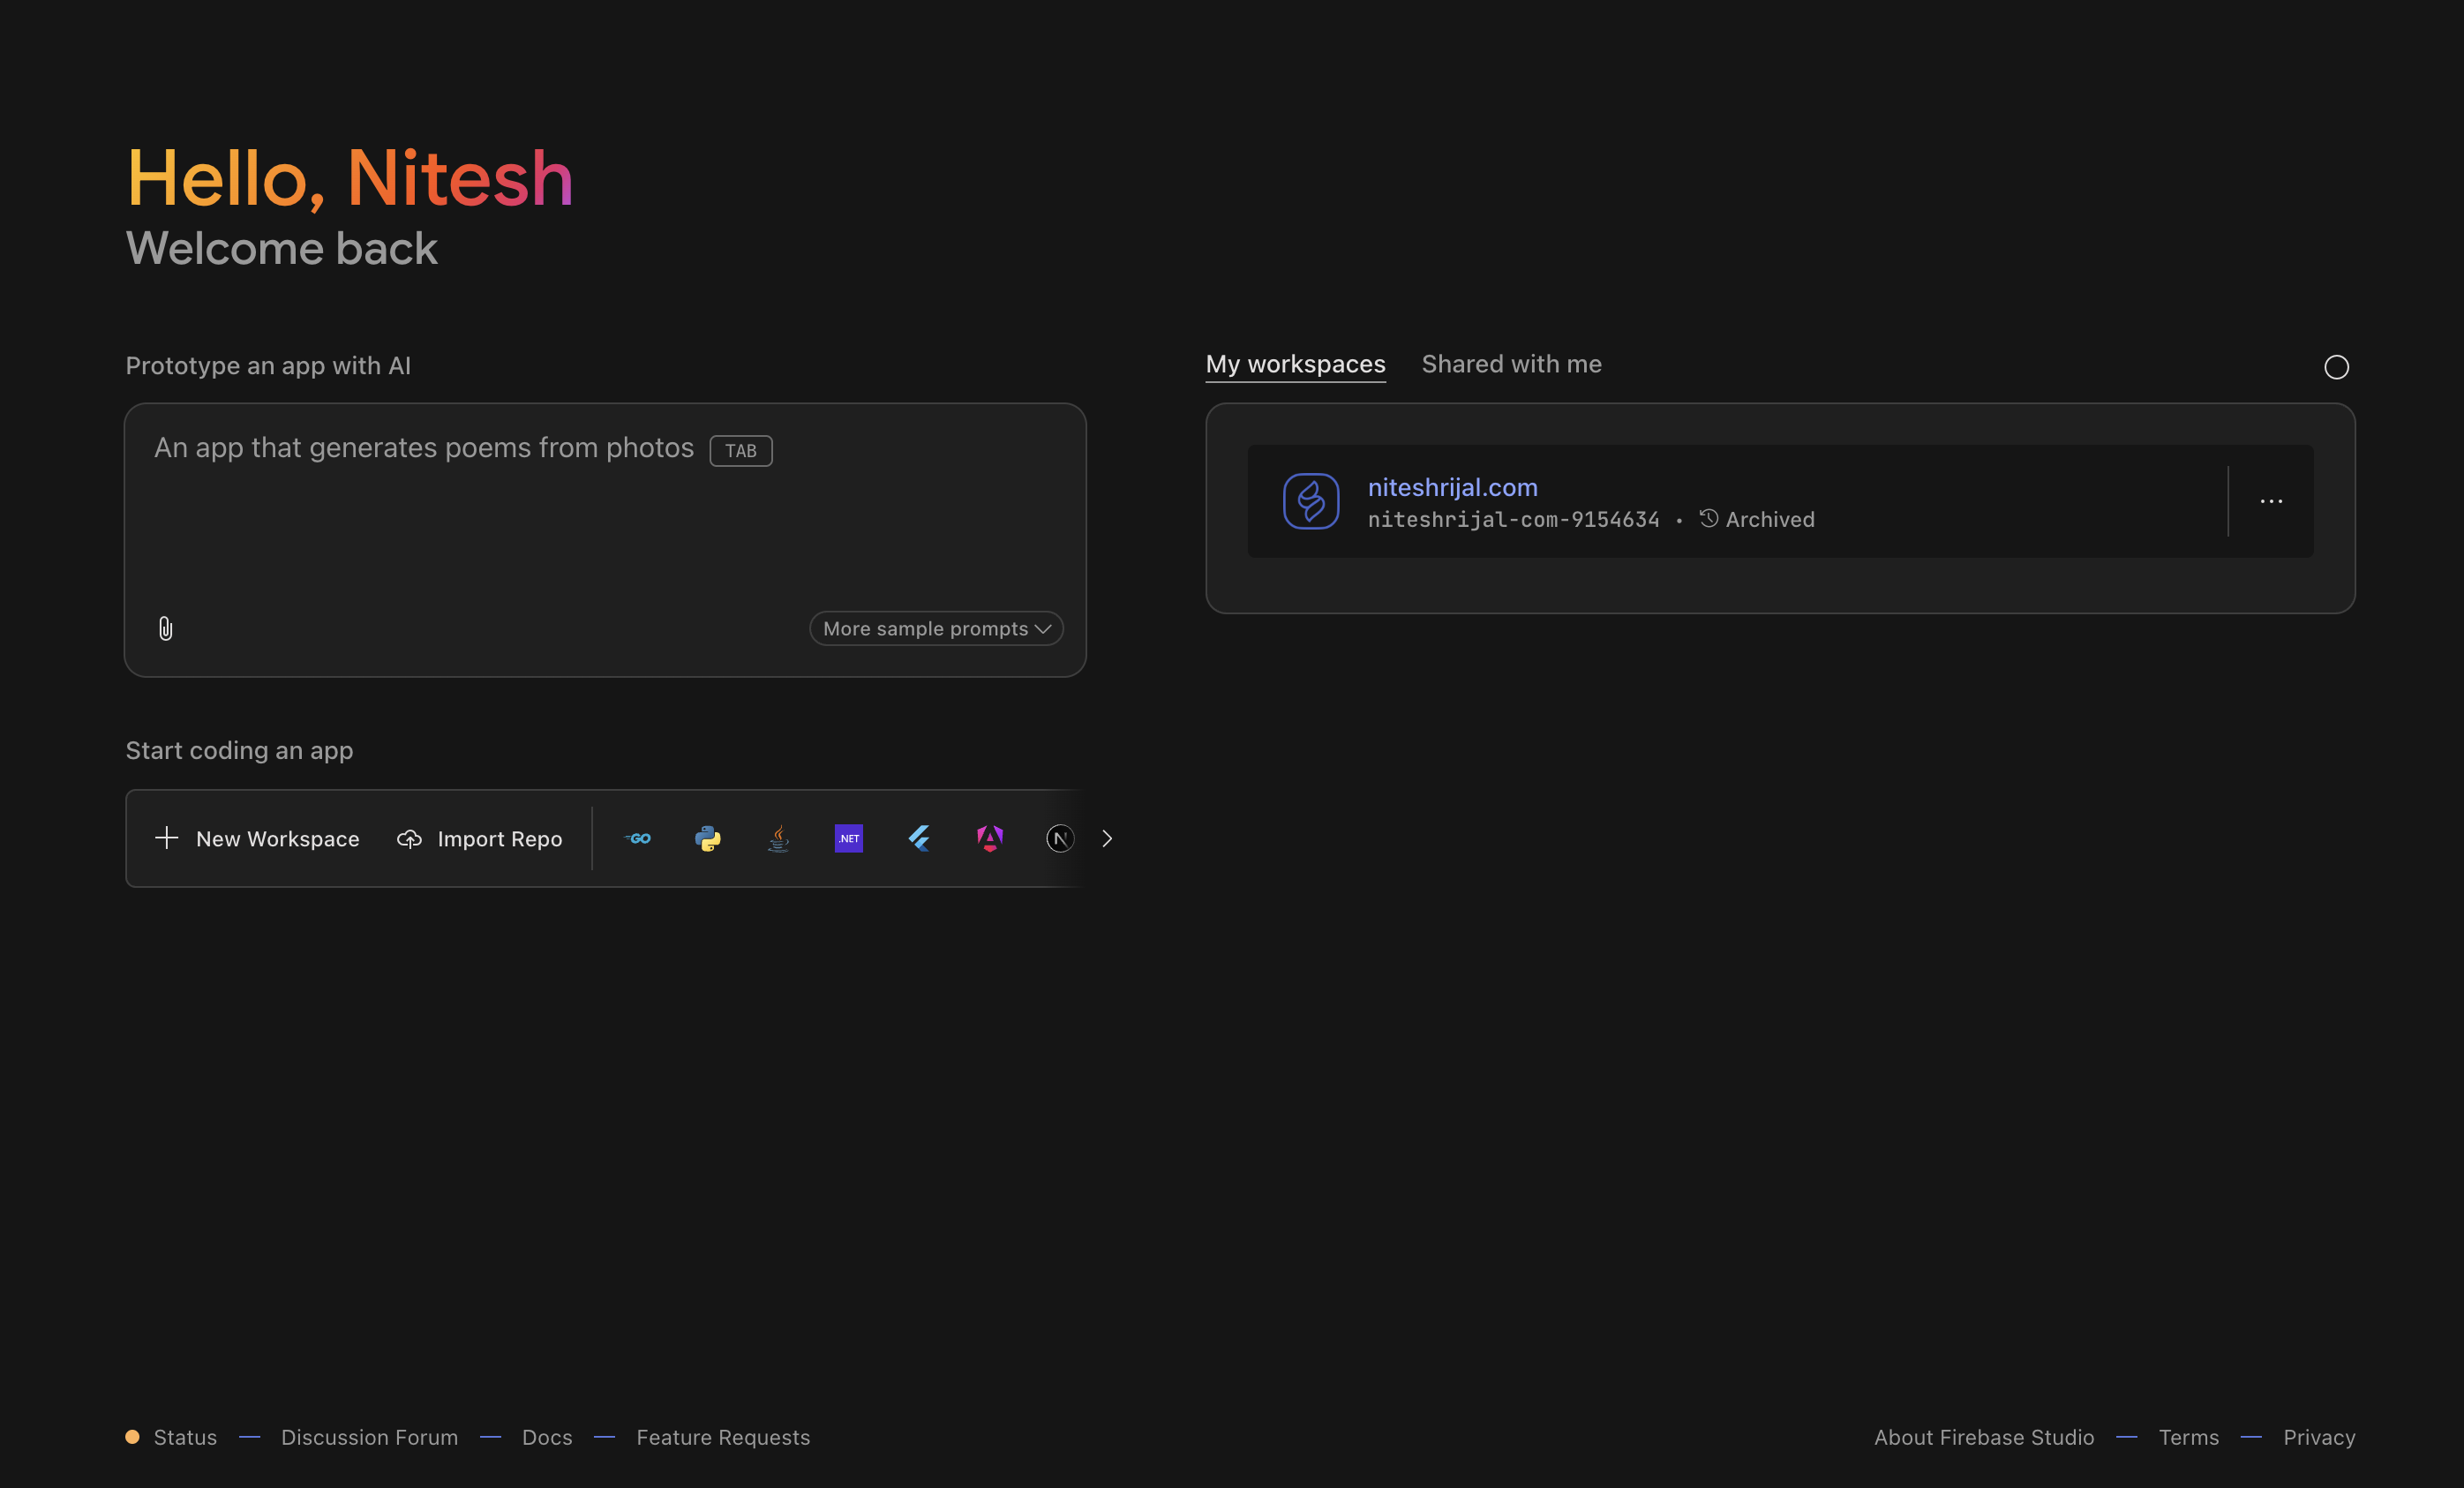 Hello, Nitesh
Welcome back
Prototype an app with AI
An app that generates poems from photos TAB
More sample prompts
Start coding an app
New Workspace Import Repo GO .NET N
My workspaces Shared with me
niteshrijal.com
niteshrijal-com-9154634 • Archived
Status — Discussion Forum — Docs — Feature Requests
About Firebase Studio — Terms — Privacy